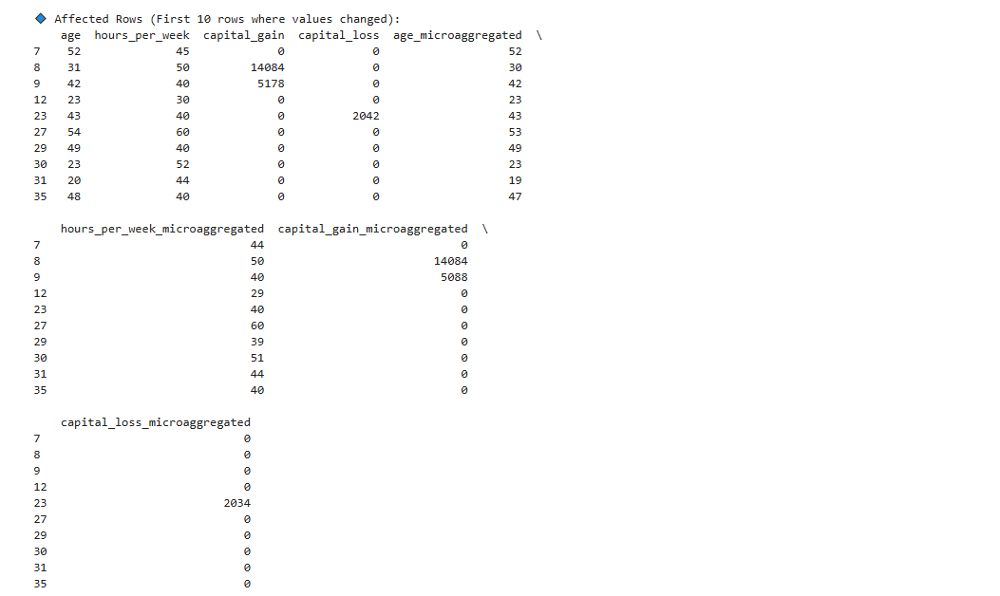 🔷 Affected Rows (First 10 rows where values changed):
    age  hours_per_week  capital_gain  capital_loss  age_microaggregated  \
7    52              45             0             0                   52
8    31              50         14084             0                   30
9    42              40          5178             0                   42
12   23              30             0             0                   23
23   43              40             0          2042                   43
27   54              60             0             0                   53
29   49              40             0             0                   49
30   23              52             0             0                   23
31   20              44             0             0                   19
35   48              40             0             0                   47

    hours_per_week_microaggregated  capital_gain_microaggregated  \
7                               44                             0
8                               50                         14084
9                               40                          5088
12                              29                             0
23                              40                             0
27                              60                             0
29                              39                             0
30                              51                             0
31                              44                             0
35                              40                             0

    capital_loss_microaggregated
7                              0
8                              0
9                              0
12                             0
23                          2034
27                             0
29                             0
30                             0
31                             0
35                             0